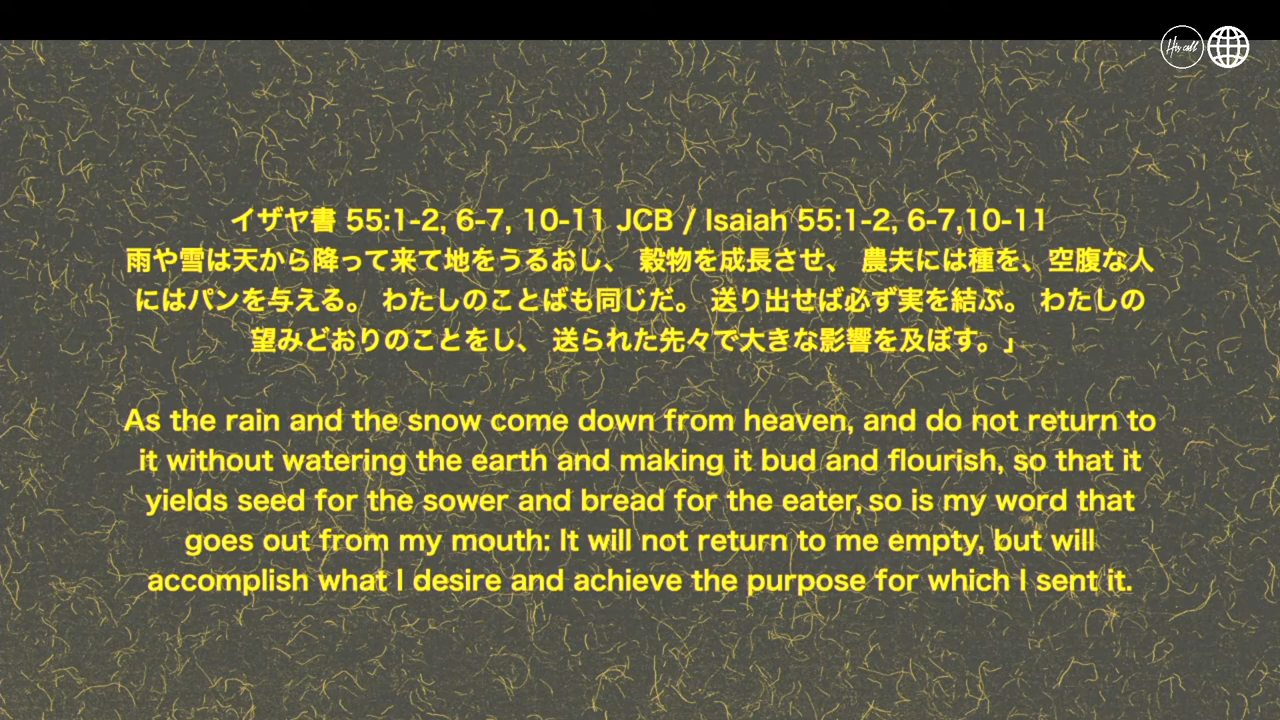 His call
イザヤ書 55:1-2, 6-7, 10-11 JCB / Isaiah 55:1-2, 6-7,10-11
雨や雪は天から降って来て地をうるおし、 穀物を成長させ、 農夫には種を、空腹な人
にはパンを与える。 わたしのことばも同じだ。 送り出せば必ず実を結ぶ。 わたしの
望みどおりのことをし、 送られた先々で大きな影響を及ぼす。」
As the rain and the snow come down from heaven, and do not return to
it without watering the earth and making it bud and flourish, so that it
yields seed for the sower and bread for the eater, so is my word that
goes out from my mouth: It will not return to me empty, but will
accomplish what I desire and achieve the purpose for which I sent it.